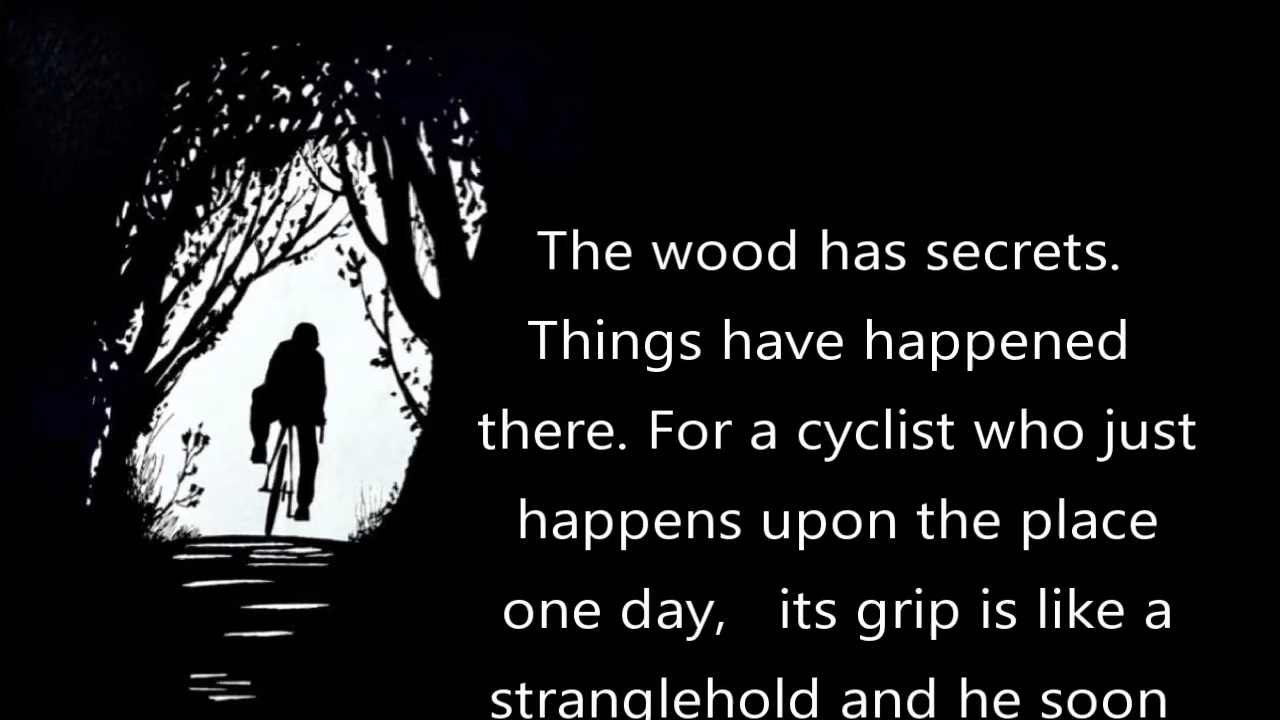 The wood has secrets.
Things have happened
there. For a cyclist who just
happens upon the place
one day,   its grip is like a
stranglehold and he soon